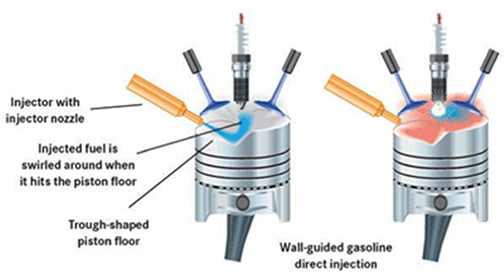 Injector with
injector nozzle
Injected fuel is
swirled around when
it hits the piston floor
Trough-shaped
piston floor
Wall-guided gasoline
direct injection